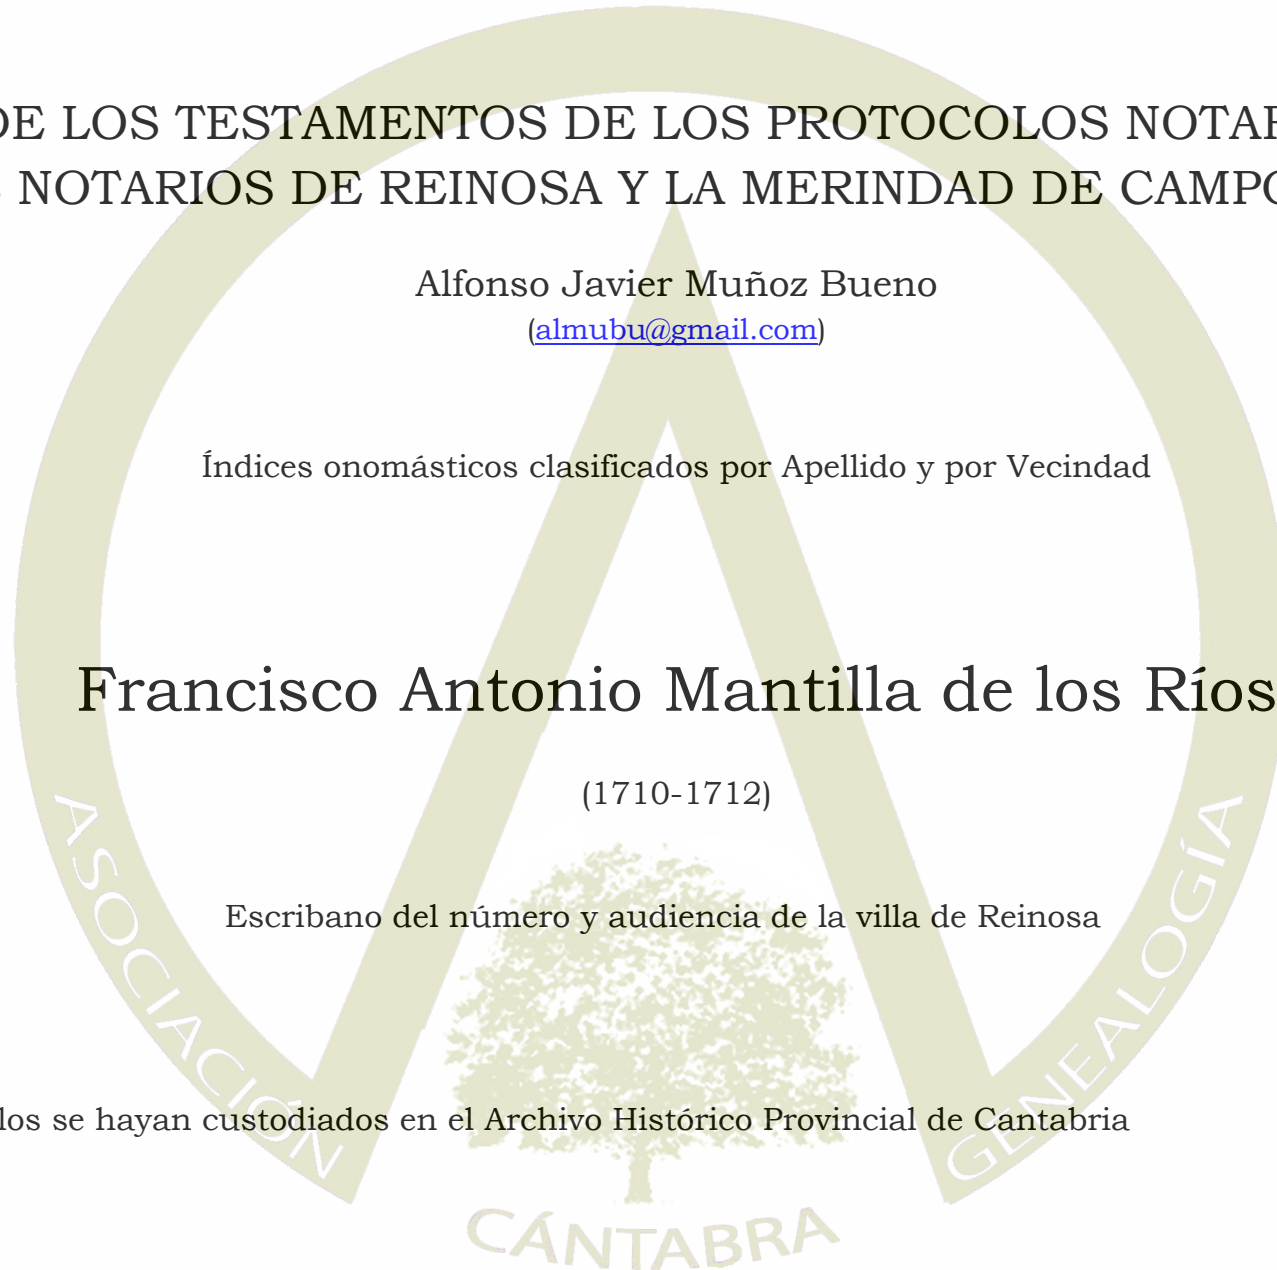 DE LOS TESTAMENTOS DE LOS PROTOCOLOS
NOTARIOS DE REINOSA Y LA MERINDAD DE
Alfonso Javier Muñoz Bueno
(almubu@gmail.com)
Índices onomásticos clasificados por Apellido y por Vecindad
Francisco Antonio Mantilla de los Ríos
(1710-1712)
Escribano del número y audiencia de la villa de Reinosa
los se hayan custodiados en el Archivo Histórico Provincial de Cantabria
ASOCIACIÓN
CÁNTABRA
GENEALOGÍA